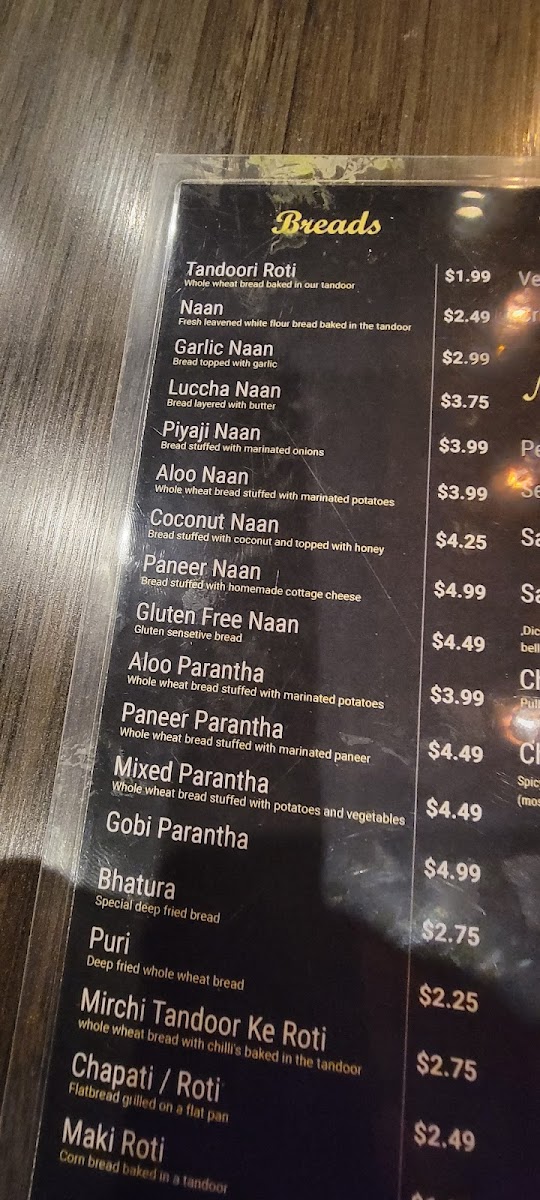 Breads
Tandoori Roti $1.99
Whole wheat bread baked in our tandoor
Naan $2.49
Fresh leavened white flour bread baked in the tandoor
Garlic Naan $2.99
Bread topped with garlic
Luccha Naan $3.75
Bread layered with butter
Piyaji Naan $3.99
Bread stuffed with marinated onions
Aloo Naan $3.99
Whole wheat bread stuffed with marinated potatoes
Coconut Naan $4.25
Bread stuffed with coconut and topped with honey
Paneer Naan $4.99
Bread stuffed with homemade cottage cheese
Gluten Free Naan $4.49
Gluten sensetive bread
Aloo Parantha $3.99
Whole wheat bread stuffed with marinated potatoes
Paneer Parantha $4.49
Whole wheat bread stuffed with marinated paneer
Mixed Parantha $4.49
Whole wheat bread stuffed with potatoes and vegetables
Gobi Parantha $4.99
Bhatura $2.75
Special deep fried bread
Puri $2.25
Deep fried whole wheat bread
Mirchi Tandoor Ke Roti $2.75
whole wheat bread with chilli's baked in the tandoor
Chapati / Roti $2.49
Flatbread grilled on a flat pan
Maki Roti
Corn bread baked in a tandoor